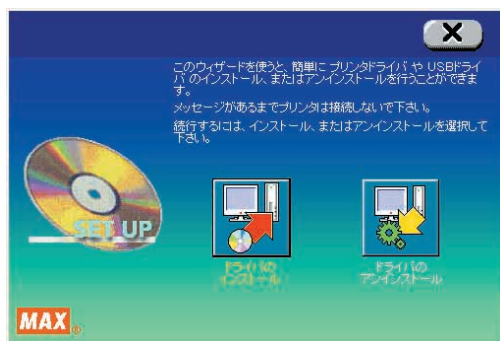 このウィザードを使うと、簡単に プリンタドライバ や USBドライ
バ のインストール、またはアンインストールを行うことができま
す。
メッセージがあるまでプリンタは接続しないで下さい。
続行するには、インストール、またはアンインストールを選択して
下さい。
SET UP
ドライバの
インストール
ドライバの
アンインストール
MAX